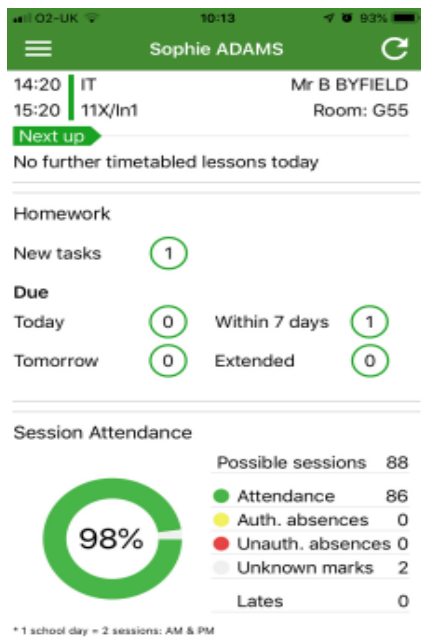 O2-UK 10:13 93%
Sophie ADAMS
14:20 IT Mr B BYFIELD
15:20 11X/In1 Room: G55
Next up
No further timetabled lessons today
Homework
New tasks 1
Due
Today 0 Within 7 days 1
Tomorrow 0 Extended 0
Session Attendance
Possible sessions 88
Attendance 86
Auth. absences 0
98%
Unauth. absences 0
Unknown marks 2
Lates 0
* 1 school day = 2 sessions: AM & PM